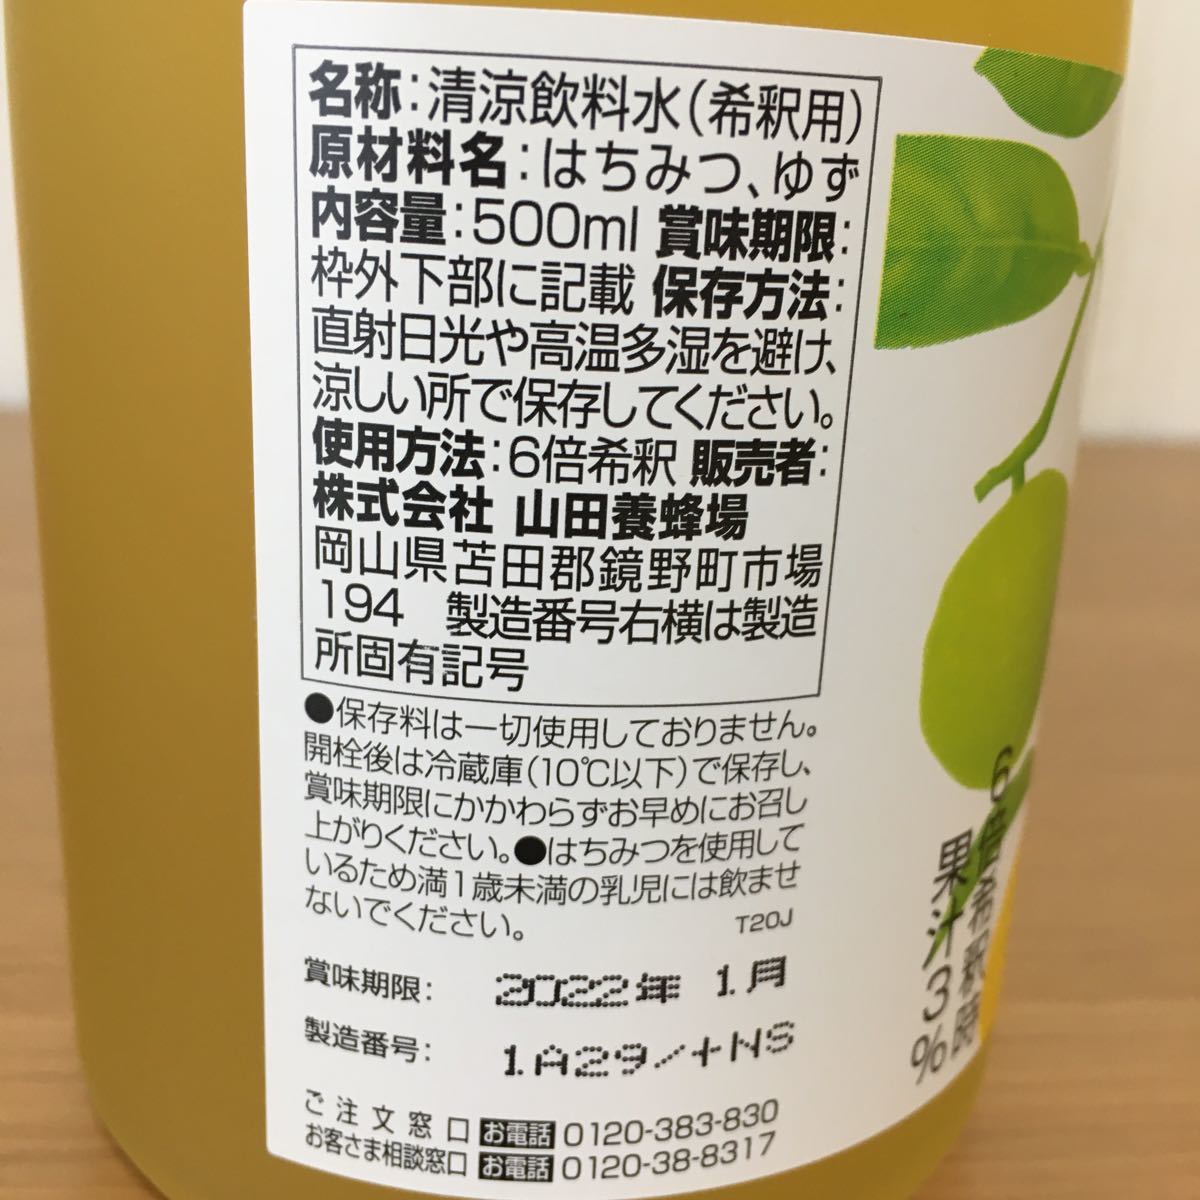 名称:清涼飲料水(希釈用)
原材料名:はちみつ、ゆず
内容量:500ml 賞味期限:
枠外下部に記載 保存方法:
直射日光や高温多湿を避け、
涼しい所で保存してください。
使用方法:6倍希釈 販売者:
株式会社 山田養蜂場
岡山県苫田郡鏡野町市場
194 製造番号右横は製造
所固有記号
●保存料は一切使用しておりません。
開栓後は冷蔵庫(10℃以下)で保存し、
賞味期限にかかわらずお早めにお召し
上がりください。●はちみつを使用して
いるため満1歳未満の乳児には飲ませ
ないでください。
T20J
賞味期限: 2022年 1.月
製造番号: 1.A29/+NS
ご注文窓口 お電話 0120-383-830
お客さま相談窓口 お電話 0120-38-8317
6倍希釈時
果汁3%